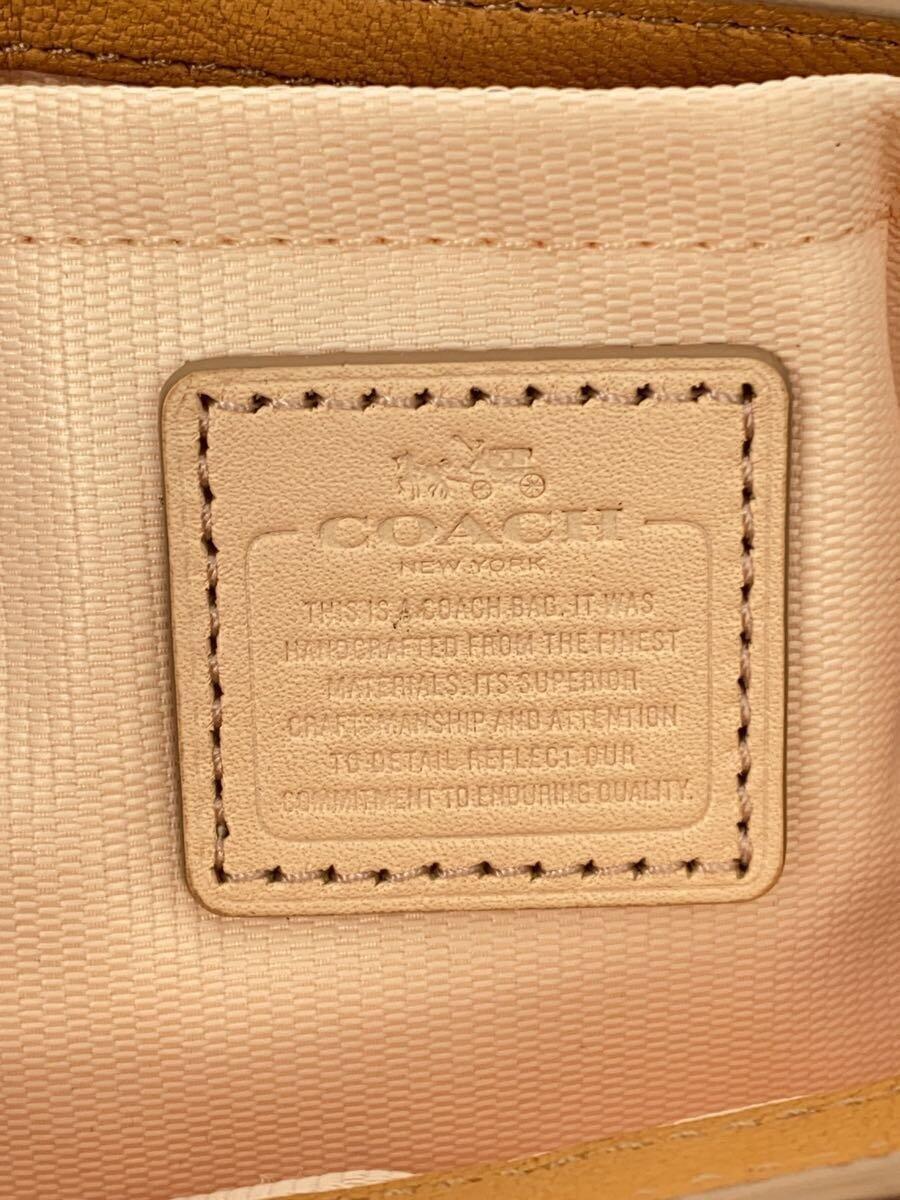 COACH
NEW YORK
THIS IS A COACH BAG. IT WAS
HANDCRAFTED FROM THE FINEST
MATERIALS. ITS SUPERIOR
CRAFTSMANSHIP AND ATTENTION
TO DETAIL REFLECT OUR
COMMITMENT TO ENDURING QUALITY.